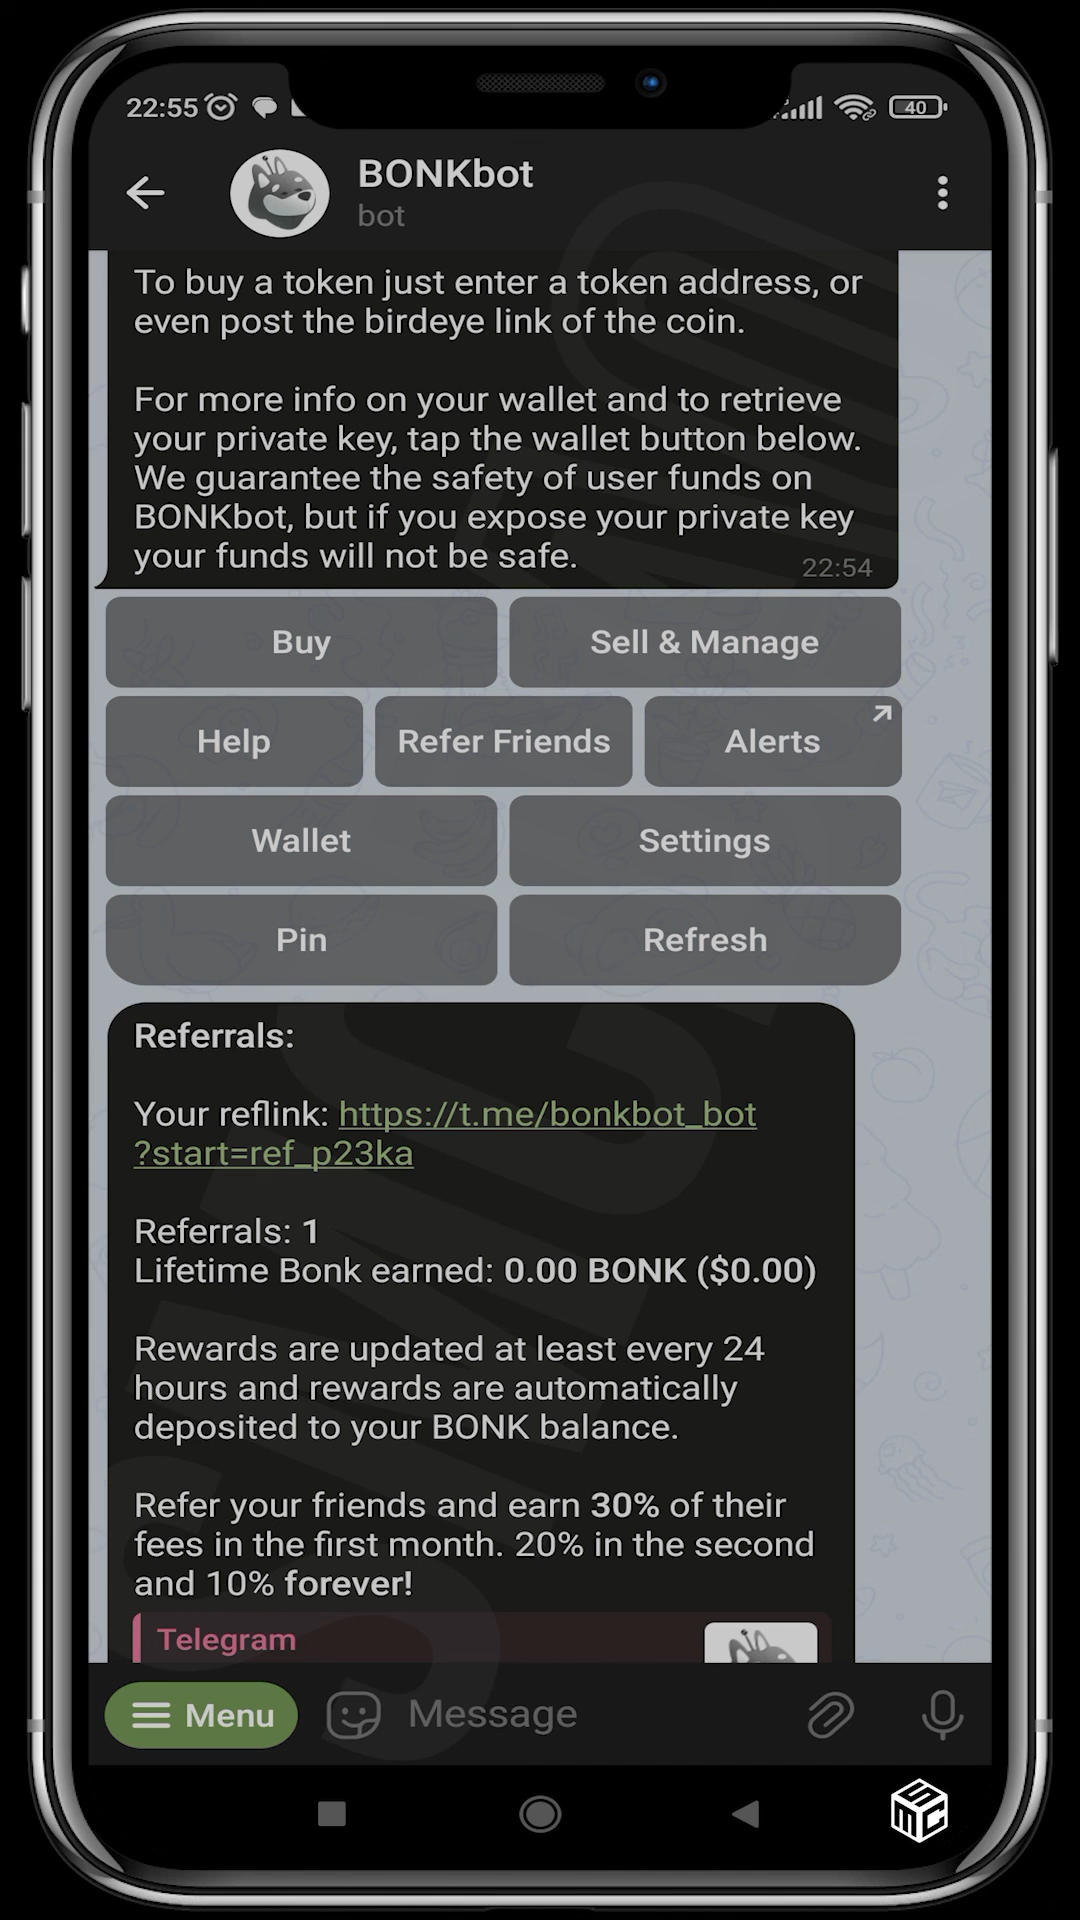 22:55
40
BONKbot
bot
To buy a token just enter a token address, or
even post the birdeye link of the coin.
For more info on your wallet and to retrieve
your private key, tap the wallet button below.
We guarantee the safety of user funds on
BONKbot, but if you expose your private key
your funds will not be safe.
22:54
Buy
Sell & Manage
Help
Refer Friends
Alerts
Wallet
Settings
Pin
Refresh
Referrals:
Your reflink: https://t.me/bonkbot_bot
?start=ref_p23ka
Referrals: 1
Lifetime Bonk earned: 0.00 BONK ($0.00)
Rewards are updated at least every 24
hours and rewards are automatically
deposited to your BONK balance.
Refer your friends and earn 30% of their
fees in the first month. 20% in the second
and 10% forever!
Telegram
Menu
Message
SMC